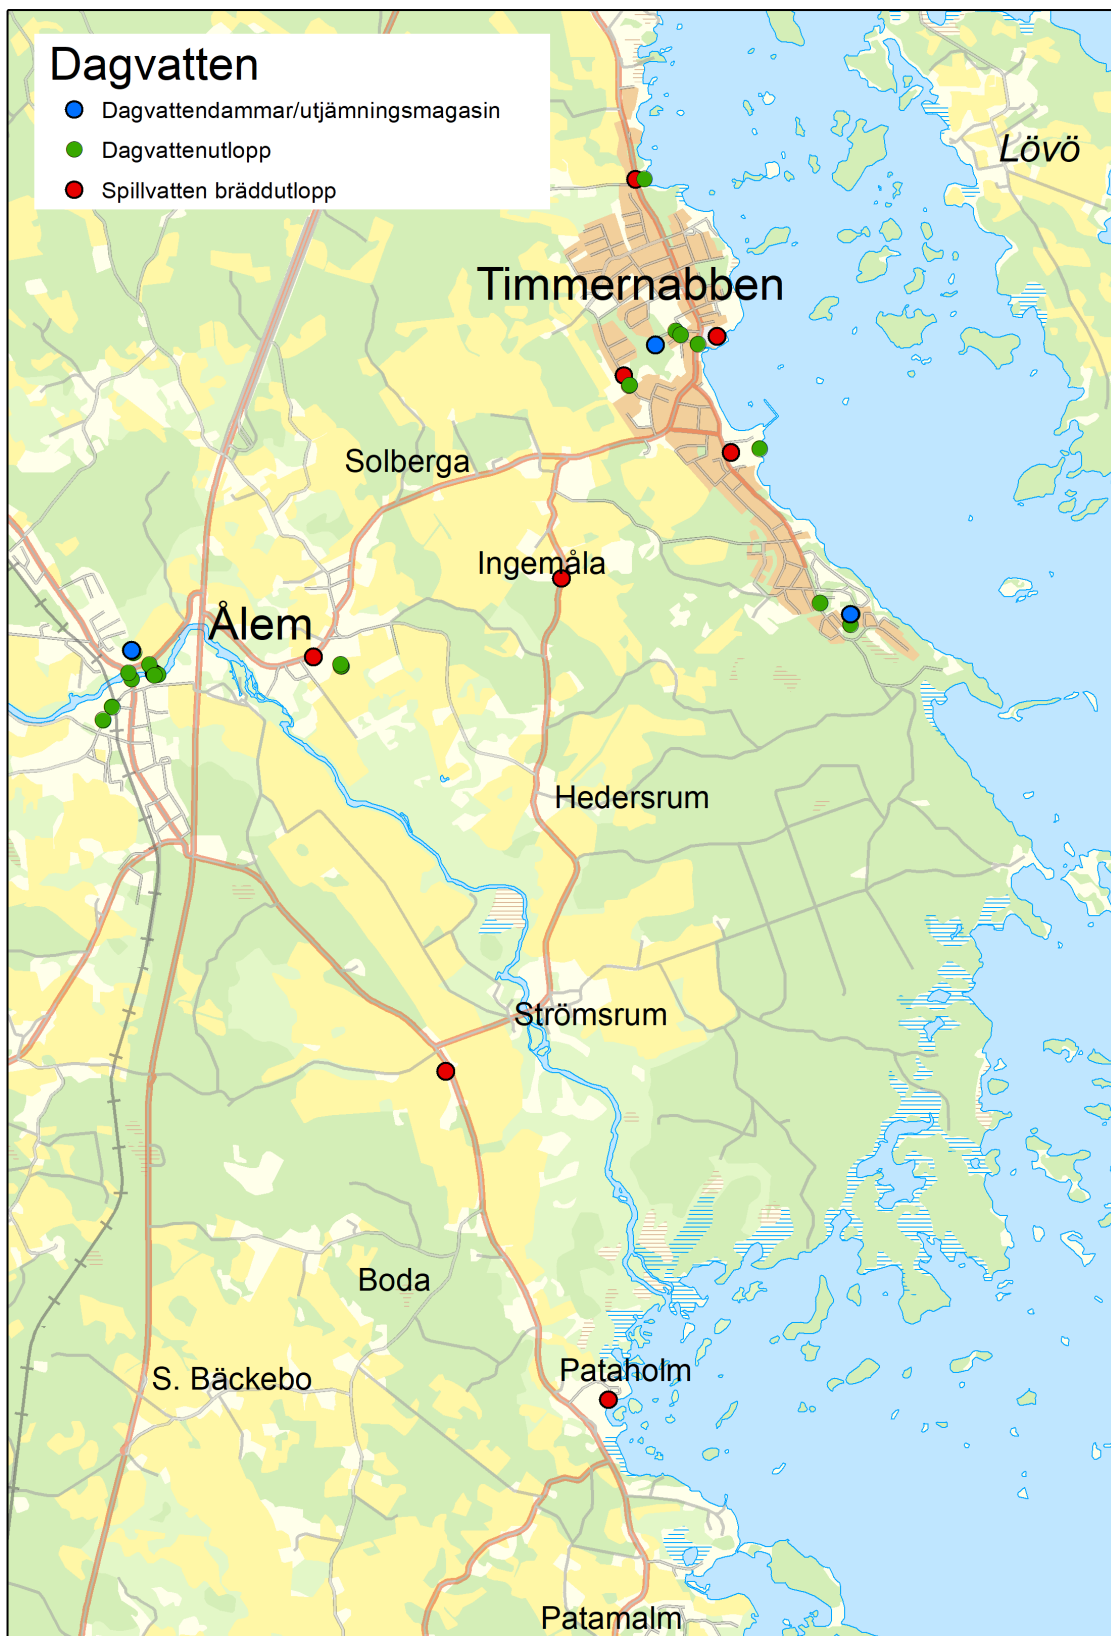 Dagvatten
Dagvattendammar/utjämningsmagasin
Dagvattenutlopp
Spillvatten bräddutlopp
Lövö
Timmernabben
Solberga
Ingemåla
Ålem
Hedersrum
Strömsrum
Boda
Pataholm
S. Bäckebo
Patamalm